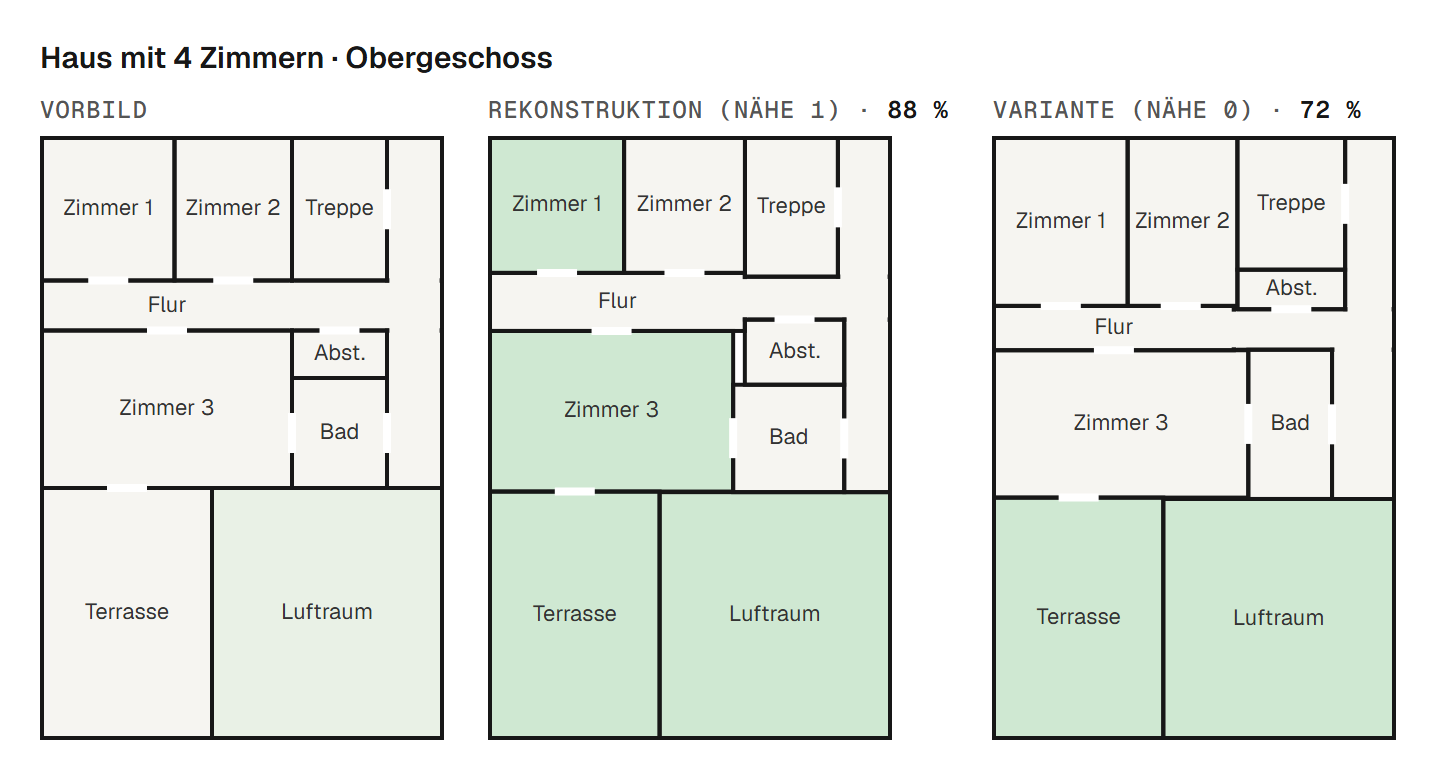 Haus mit 4 Zimmern · Obergeschoss
VORBILD
Zimmer 1
Zimmer 2
Treppe
Flur
Abst.
Zimmer 3
Bad
Terrasse
Luftraum
REKONSTRUKTION (NÄHE 1) · 88 %
Zimmer 1
Zimmer 2
Treppe
Flur
Abst.
Zimmer 3
Bad
Terrasse
Luftraum
VARIANTE (NÄHE 0) · 72 %
Zimmer 1
Zimmer 2
Treppe
Abst.
Flur
Zimmer 3
Bad
Terrasse
Luftraum